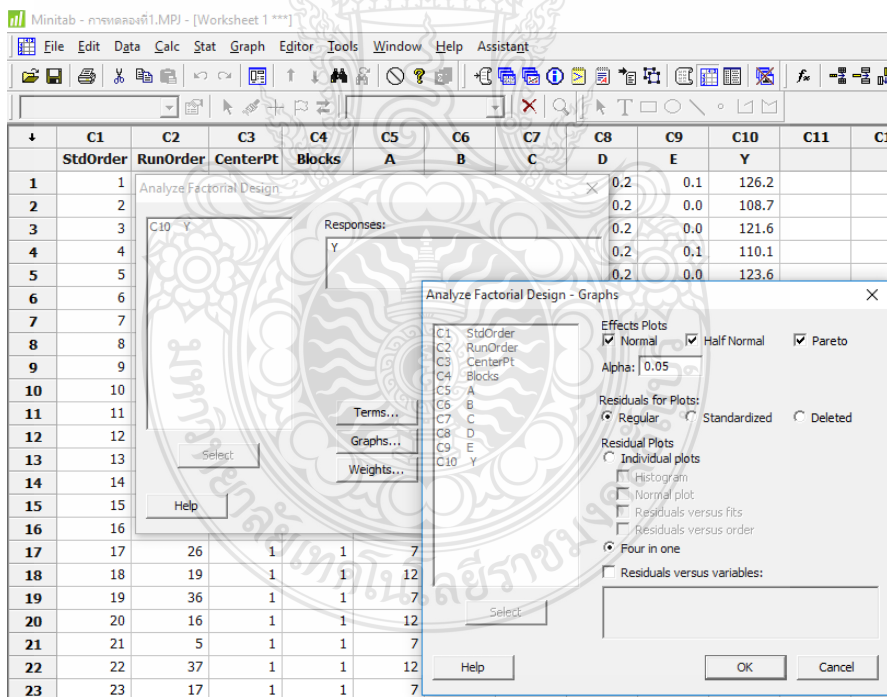 Minitab - การทดลองที่1.MPJ - [Worksheet 1 ***]
File Edit Data Calc Stat Graph Editor Tools Window Help Assistant
↓ C1 C2 C3 C4 C5 C6 C7 C8 C9 C10 C11
StdOrder RunOrder CenterPt Blocks A B C D E Y
1 1 0.2 0.1 126.2
2 2 0.2 0.0 108.7
3 3 0.2 0.0 121.6
4 4 0.2 0.1 110.1
5 5 0.2 0.0 123.6
6 6
7 7
8 8
9 9
10 10
11 11
12 12
13 13
14 14
15 15
16 16
17 17 26 1 1 7
18 18 19 1 1 12
19 19 36 1 1 7
20 20 16 1 1 12
21 21 5 1 1 7
22 22 37 1 1 12
23 23 17 1 1 7
Analyze Factorial Design
C10 Y
Responses:
Y
Terms...
Graphs...
Weights...
Select
Help
Analyze Factorial Design - Graphs
C1 StdOrder
C2 RunOrder
C3 CenterPt
C4 Blocks
C5 A
C6 B
C7 C
C8 D
C9 E
C10 Y
Effects Plots
Normal Half Normal Pareto
Alpha: 0.05
Residuals for Plots:
Regular Standardized Deleted
Residual Plots
Individual plots
Histogram
Normal plot
Residuals versus fits
Residuals versus order
Four in one
Residuals versus variables:
Select
Help OK Cancel